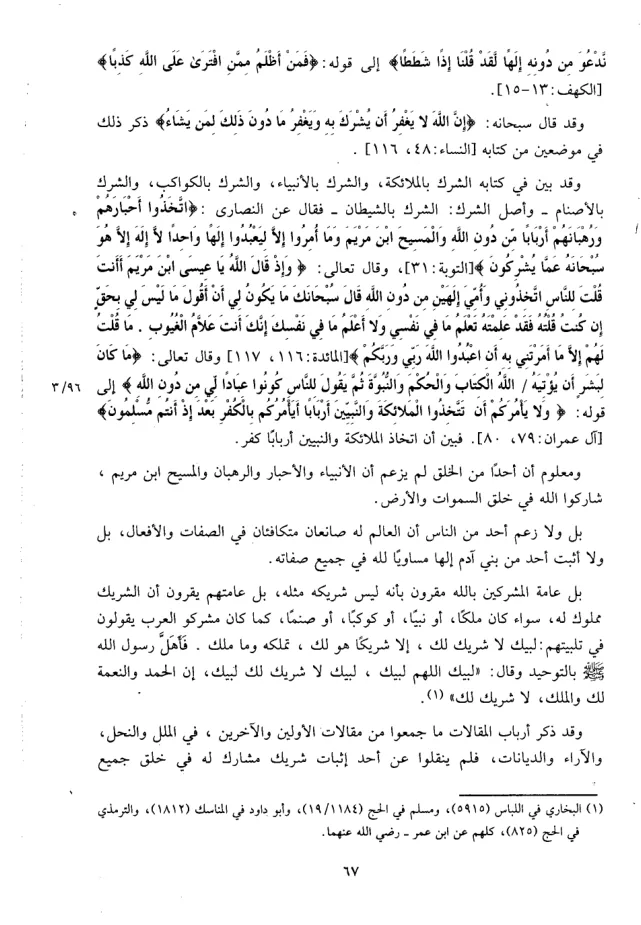 نَّدْعُوَ مِن دُونِهِ إِلَهًا لَّقَدْ قُلْنَا إِذًا شَطَطًا﴾ إلى قوله: ﴿فَمَنْ أَظْلَمُ مِمَّنِ افْتَرَىٰ عَلَى اللَّهِ كَذِبًا﴾
[الكهف: ١٣-١٥].
وقد قال سبحانه: ﴿إِنَّ اللَّهَ لَا يَغْفِرُ أَن يُشْرَكَ بِهِ وَيَغْفِرُ مَا دُونَ ذَلِكَ لِمَن يَشَاءُ﴾ ذكر ذلك
في موضعين من كتابه [النساء: ٤٨، ١١٦] .
وقد بين في كتابه الشرك بالملائكة، والشرك بالأنبياء، والشرك بالكواكب، والشرك
بالأصنام ـ وأصل الشرك: الشرك بالشيطان ـ فقال عن النصارى : ﴿اتَّخَذُوا أَحْبَارَهُمْ
وَرُهْبَانَهُمْ أَرْبَابًا مِّن دُونِ اللَّهِ وَالْمَسِيحَ ابْنَ مَرْيَمَ وَمَا أُمِرُوا إِلَّا لِيَعْبُدُوا إِلَهًا وَاحِدًا لَّا إِلَهَ إِلَّا هُوَ
سُبْحَانَهُ عَمَّا يُشْرِكُونَ ﴾[التوبة: ٣١]، وقال تعالى: ﴿ وَإِذْ قَالَ اللَّهُ يَا عِيسَى ابْنَ مَرْيَمَ أَأَنتَ
قُلْتَ لِلنَّاسِ اتَّخِذُونِي وَأُمِّيَ إِلَهَيْنِ مِن دُونِ اللَّهِ قَالَ سُبْحَانَكَ مَا يَكُونُ لِي أَنْ أَقُولَ مَا لَيْسَ لِي بِحَقٍّ
إِن كُنتُ قُلْتُهُ فَقَدْ عَلِمْتَهُ تَعْلَمُ مَا فِي نَفْسِي وَلَا أَعْلَمُ مَا فِي نَفْسِكَ إِنَّكَ أَنتَ عَلَّامُ الْغُيُوبِ . مَا قُلْتُ
لَهُمْ إِلَّا مَا أَمَرْتَنِي بِهِ أَنِ اعْبُدُوا اللَّهَ رَبِّي وَرَبَّكُمْ ﴾[المائدة: ١١٦، ١١٧] وقال تعالى: ﴿مَا كَانَ
لِبَشَرٍ أَن يُؤْتِيَهُ / اللَّهُ الْكِتَابَ وَالْحُكْمَ وَالنُّبُوَّةَ ثُمَّ يَقُولَ لِلنَّاسِ كُونُوا عِبَادًا لِّي مِن دُونِ اللَّهِ ﴾ إلى ٣/٩٦
قوله: ﴿ وَلَا يَأْمُرَكُمْ أَن تَتَّخِذُوا الْمَلَائِكَةَ وَالنَّبِيِّينَ أَرْبَابًا أَيَأْمُرُكُم بِالْكُفْرِ بَعْدَ إِذْ أَنتُم مُّسْلِمُونَ﴾
[آل عمران: ٧٩، ٨٠]. فبين أن اتخاذ الملائكة والنبيين أربابًا كفر.
ومعلوم أن أحدًا من الخلق لم يزعم أن الأنبياء والأحبار والرهبان والمسيح ابن مريم ،
شاركوا الله في خلق السموات والأرض.
بل ولا زعم أحد من الناس أن العالم له صانعان متكافئان في الصفات والأفعال، بل
ولا أثبت أحد من بني آدم إلها مساويًا لله في جميع صفاته.
بل عامة المشركين بالله مقرون بأنه ليس شريكه مثله، بل عامتهم يقرون أن الشريك
مملوك له، سواء كان ملكًا، أو نبيًا، أو كوكبًا، أو صنمًا، كما كان مشركو العرب يقولون
في تلبيتهم: لبيك لا شريك لك ، إلا شريكًا هو لك ، تملكه وما ملك . فأهلَّ رسول الله
ﷺ بالتوحيد وقال: «لبيك اللهم لبيك ، لبيك لا شريك لك لبيك، إن الحمد والنعمة
لك والملك، لا شريك لك» (١).
وقد ذكر أرباب المقالات ما جمعوا من مقالات الأولين والآخرين ، في الملل والنحل،
والآراء والديانات، فلم ينقلوا عن أحد إثبات شريك مشارك له في خلق جميع
(١) البخاري في اللباس (٥٩١٥)، ومسلم في الحج (١٩/١١٨٤)، وأبو داود في المناسك (١٨١٢)، والترمذي
في الحج (٨٢٥)، كلهم عن ابن عمر ـ رضي الله عنهما.
٦٧